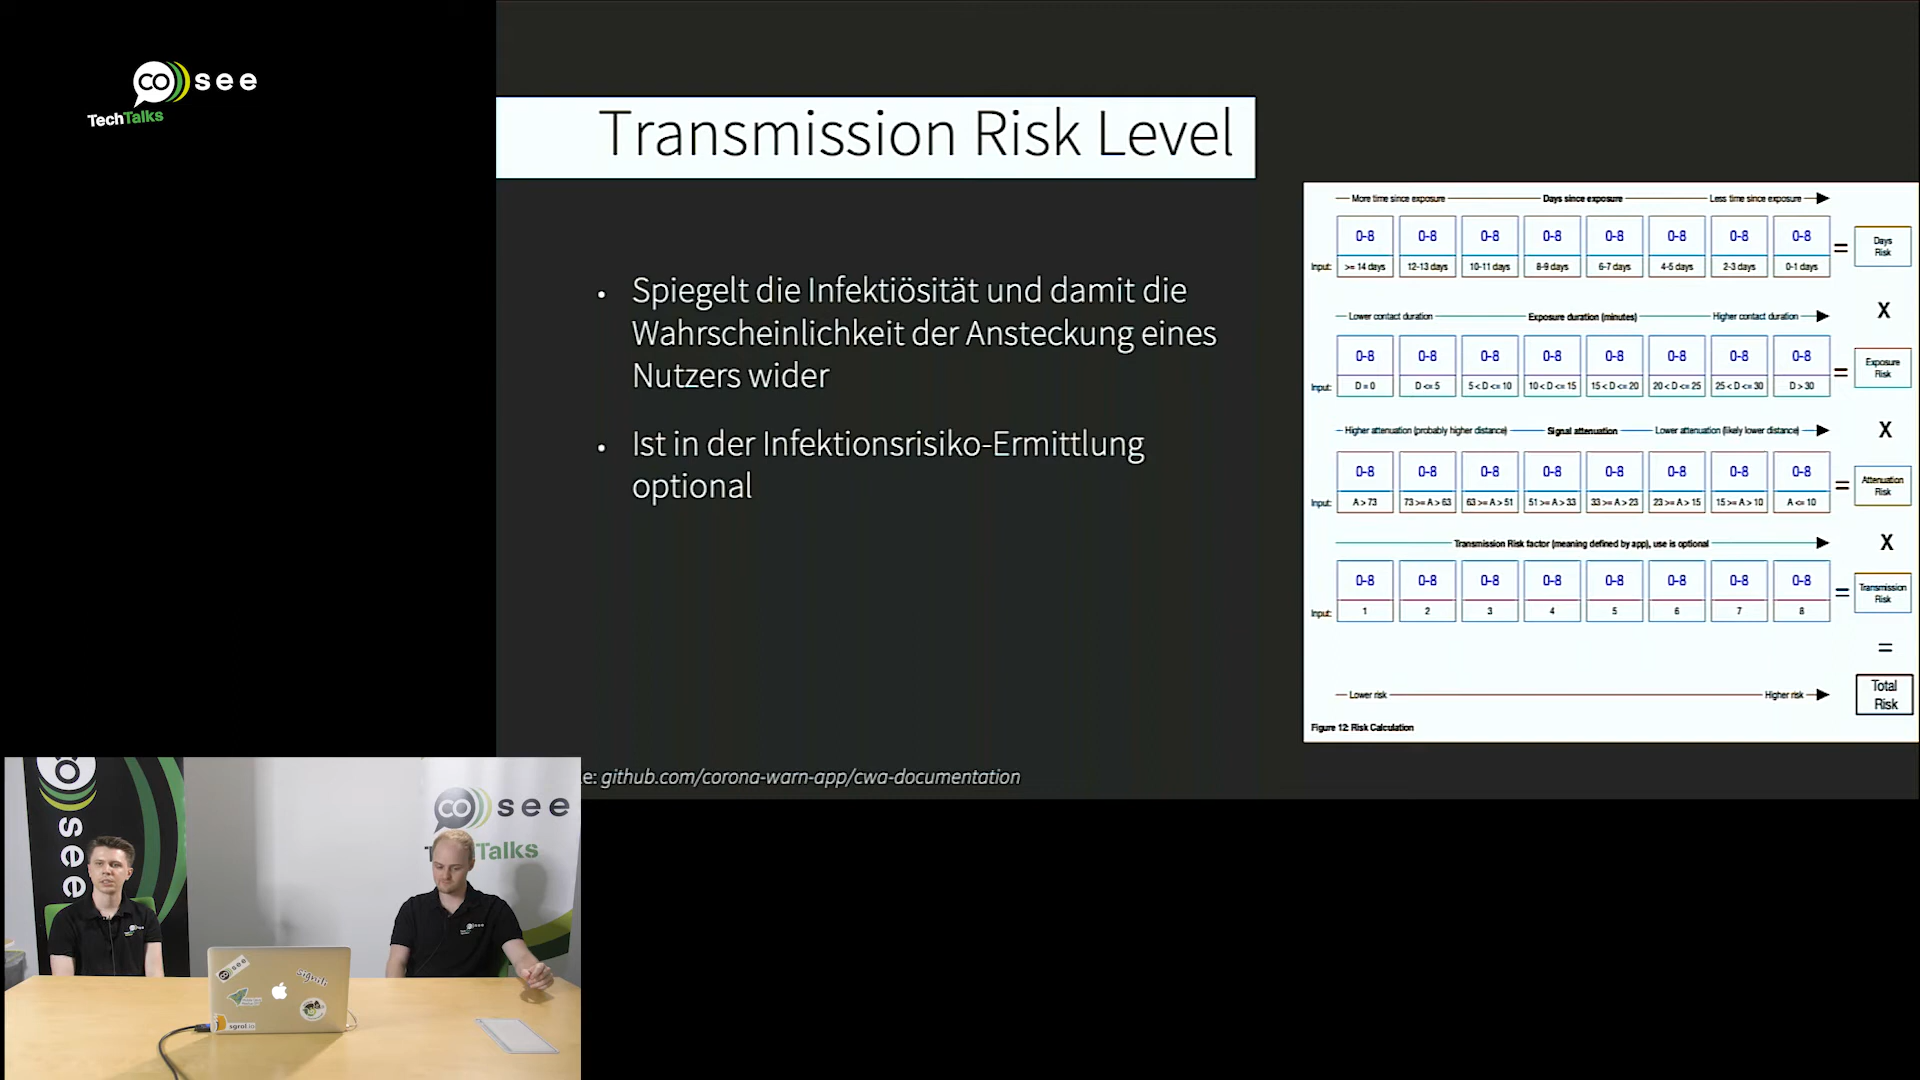 co see
TechTalks
Transmission Risk Level
• Spiegelt die Infektiösität und damit die
Wahrscheinlichkeit der Ansteckung eines
Nutzers wider
• Ist in der Infektionsrisiko-Ermittlung
optional
e: github.com/corona-warn-app/cwa-documentation
More time since exposure Days since exposure Less time since exposure
0-8 0-8 0-8 0-8 0-8 0-8 0-8 0-8 = Days Risk
Input: >= 14 days 12-13 days 10-11 days 8-9 days 6-7 days 4-5 days 2-3 days 0-1 days
X
Lower contact duration Exposure duration (minutes) Higher contact duration
0-8 0-8 0-8 0-8 0-8 0-8 0-8 0-8 = Exposure Risk
Input: D = 0 D <= 5 5 < D <= 10 10 < D <= 15 15 < D <= 20 20 < D <= 25 25 < D <= 30 D > 30
X
Higher attenuation (probably higher distance) Signal attenuation Lower attenuation (likely lower distance)
0-8 0-8 0-8 0-8 0-8 0-8 0-8 0-8 = Attenuation Risk
Input: A > 73 73 >= A > 63 63 >= A > 51 51 >= A > 33 33 >= A > 23 23 >= A > 15 15 >= A > 10 A <= 10
X
Transmission Risk factor (meaning defined by app), use is optional
0-8 0-8 0-8 0-8 0-8 0-8 0-8 0-8 = Transmission Risk
Input: 1 2 3 4 5 6 7 8
=
Lower risk Higher risk
Total Risk
Figure 12: Risk Calculation
co see
co see
Talks
co see
signub
sgrol.io